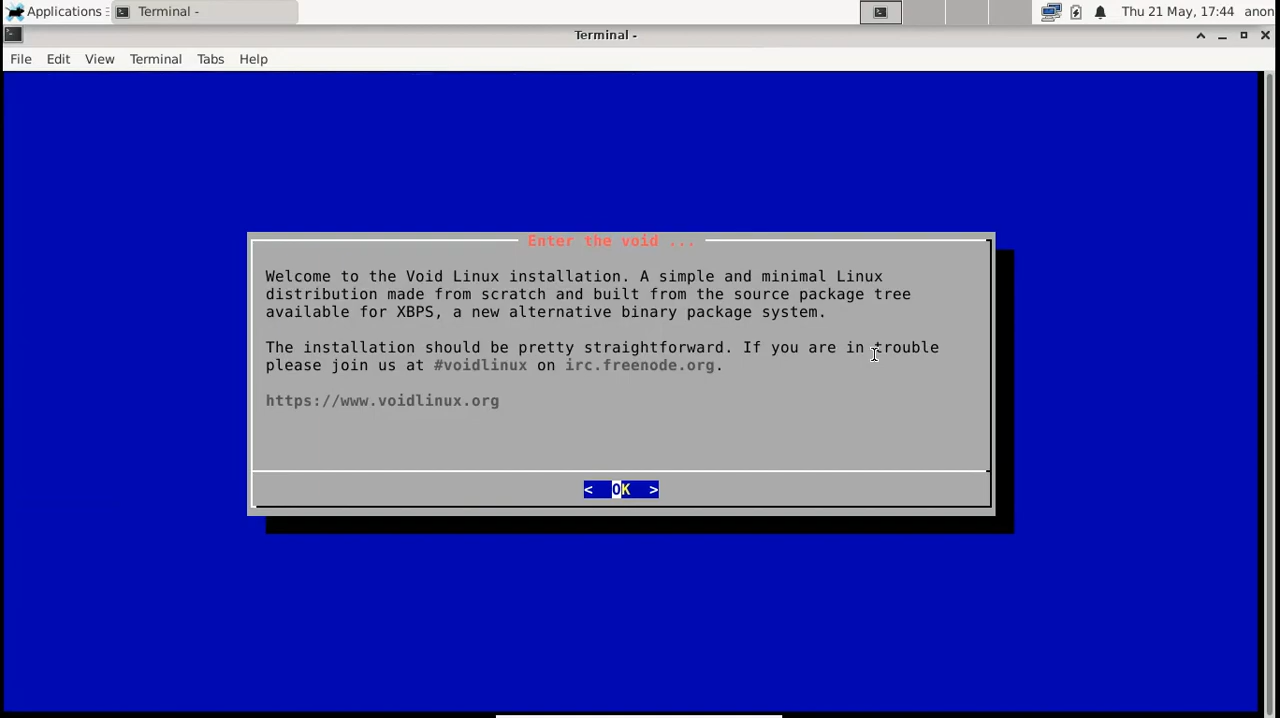 Applications Terminal - Thu 21 May, 17:44 anon
Terminal -
File Edit View Terminal Tabs Help
Enter the void ...
Welcome to the Void Linux installation. A simple and minimal Linux
distribution made from scratch and built from the source package tree
available for XBPS, a new alternative binary package system.
The installation should be pretty straightforward. If you are in trouble
please join us at #voidlinux on irc.freenode.org.
https://www.voidlinux.org
< OK >